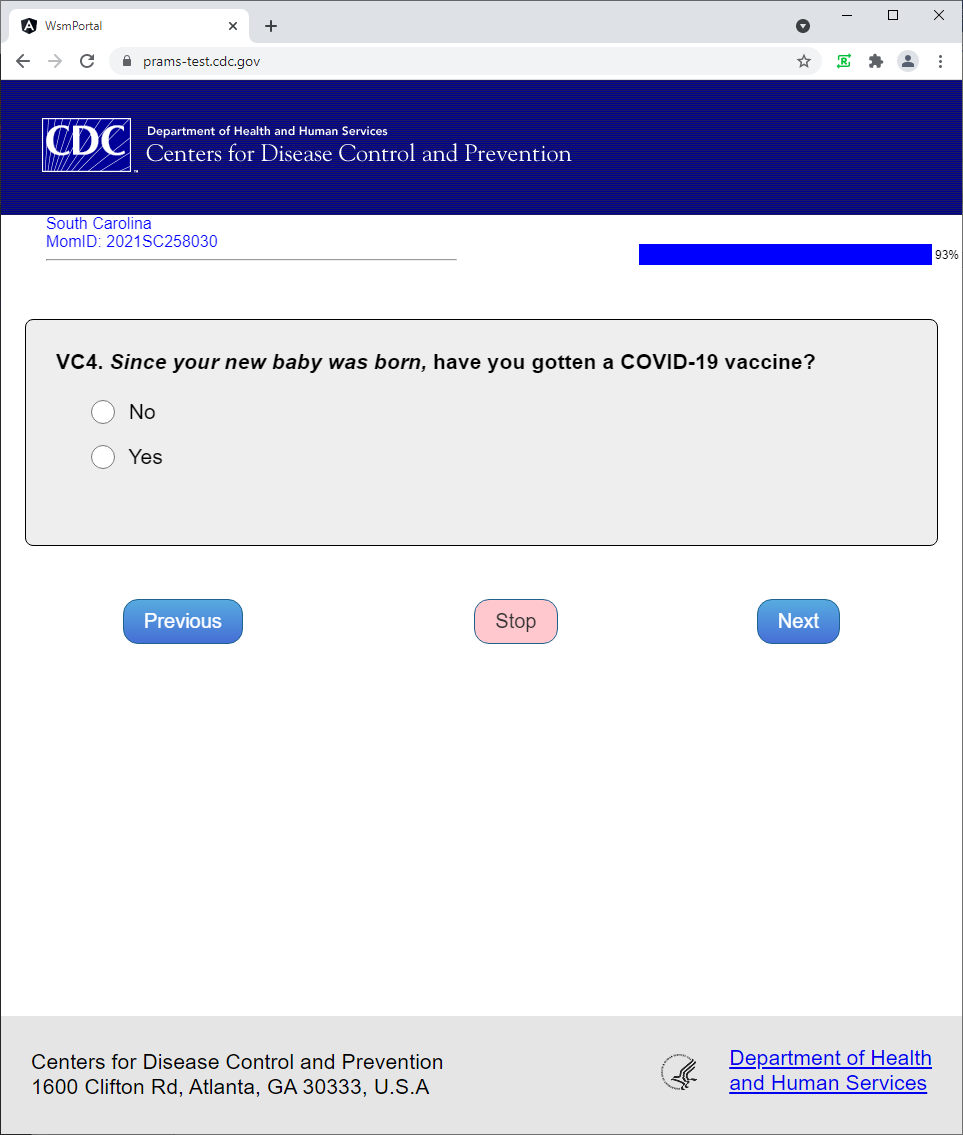 WsmPortal
prams-test.cdc.gov
CDC
Department of Health and Human Services
Centers for Disease Control and Prevention
South Carolina
MomID: 2021SC258030
93%
VC4. Since your new baby was born, have you gotten a COVID-19 vaccine?
No
Yes
Previous
Stop
Next
Centers for Disease Control and Prevention
1600 Clifton Rd, Atlanta, GA 30333, U.S.A
Department of Health
and Human Services